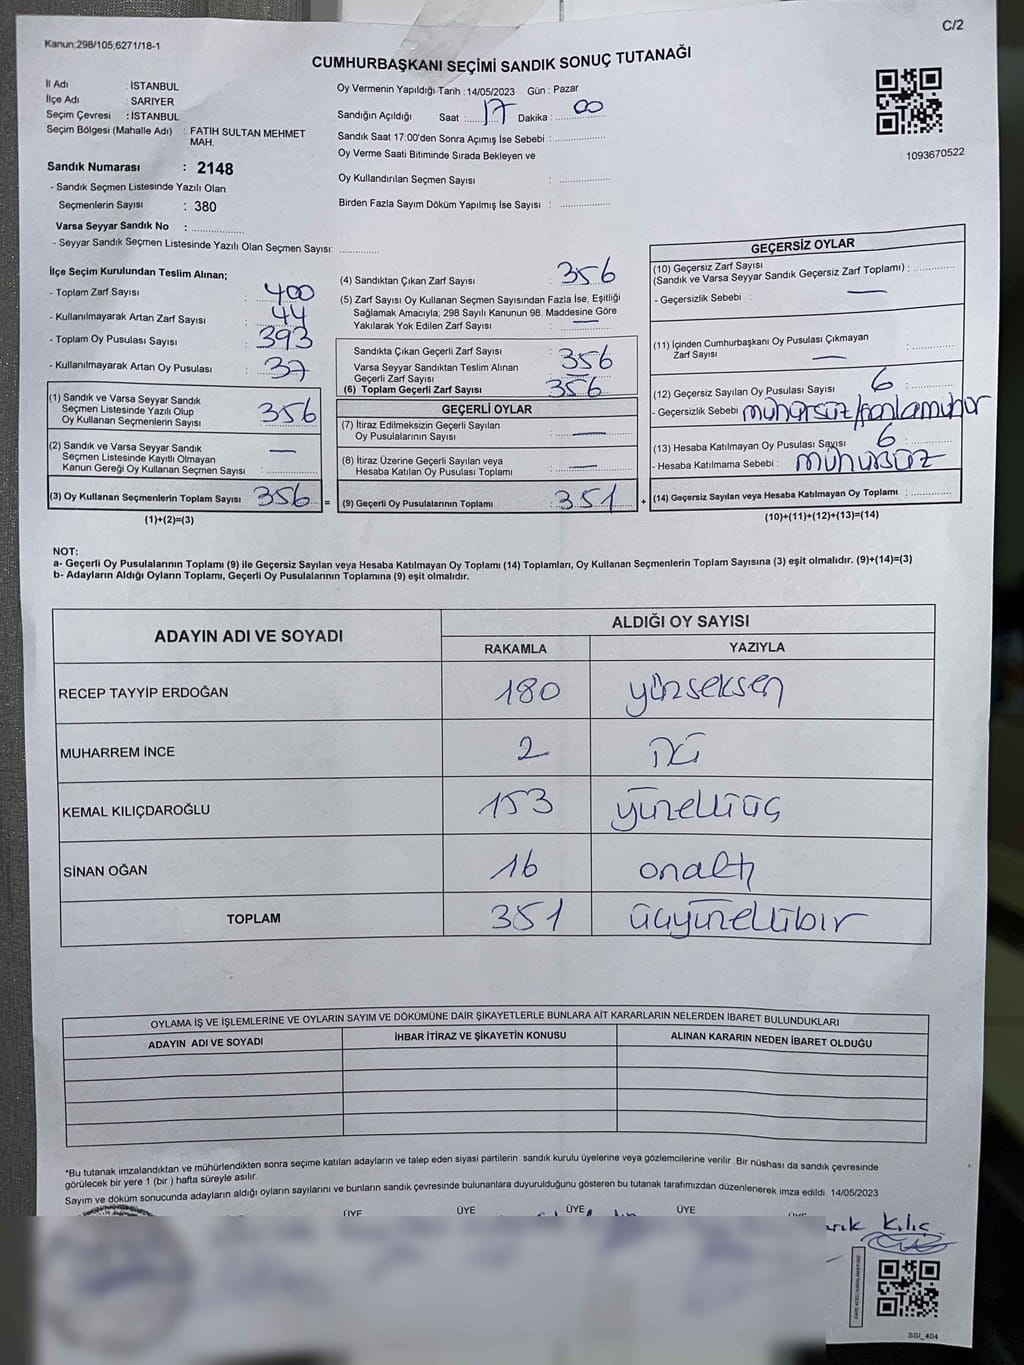 Kanun;298/105,6271/18-1
C/2
CUMHURBAŞKANI SEÇİMİ SANDIK SONUÇ TUTANAĞI
İl Adı : İSTANBUL
İlçe Adı : SARIYER
Seçim Çevresi : İSTANBUL
Seçim Bölgesi (Mahalle Adı) : FATİH SULTAN MEHMET MAH.
Sandık Numarası : 2148
- Sandık Seçmen Listesinde Yazılı Olan
Seçmenlerin Sayısı : 380
Varsa Seyyar Sandık No :
- Seyyar Sandık Seçmen Listesinde Yazılı Olan Seçmen Sayısı:
Oy Vermenin Yapıldığı Tarih : 14/05/2023 Gün : Pazar
Sandığın Açıldığı Saat : 17 Dakika : 00
Sandık Saat 17:00'den Sonra Açımış İse Sebebi :
Oy Verme Saati Bitiminde Sırada Bekleyen ve
Oy Kullandırılan Seçmen Sayısı :
Birden Fazla Sayım Döküm Yapılmış İse Sayısı :
1093670522
İlçe Seçim Kurulundan Teslim Alınan;
- Toplam Zarf Sayısı : 400
- Kullanılmayarak Artan Zarf Sayısı : 44
- Toplam Oy Pusulası Sayısı : 393
- Kullanılmayarak Artan Oy Pusulası : 37
(1) Sandık ve Varsa Seyyar Sandık
Seçmen Listesinde Yazılı Olup
Oy Kullanan Seçmenlerin Sayısı : 356
(2) Sandık ve Varsa Seyyar Sandık
Seçmen Listesinde Kayıtlı Olmayan
Kanun Gereği Oy Kullanan Seçmen Sayısı : —
(3) Oy Kullanan Seçmenlerin Toplam Sayısı 356 =
(1)+(2)=(3)
(4) Sandıktan Çıkan Zarf Sayısı : 356
(5) Zarf Sayısı Oy Kullanan Seçmen Sayısından Fazla İse, Eşitliği
Sağlamak Amacıyla; 298 Sayılı Kanunun 98. Maddesine Göre
Yakılarak Yok Edilen Zarf Sayısı : —
Sandıkta Çıkan Geçerli Zarf Sayısı : 356
Varsa Seyyar Sandıktan Teslim Alınan
Geçerli Zarf Sayısı : —
(6) Toplam Geçerli Zarf Sayısı : 356
GEÇERLİ OYLAR
(7) İtiraz Edilmeksizin Geçerli Sayılan
Oy Pusulalarının Sayısı : —
(8) İtiraz Üzerine Geçerli Sayılan veya
Hesaba Katılan Oy Pusulası Toplamı : —
(9) Geçerli Oy Pusulalarının Toplamı : 351 +
GEÇERSİZ OYLAR
(10) Geçersiz Zarf Sayısı
(Sandık ve Varsa Seyyar Sandık Geçersiz Zarf Toplamı) :
- Geçersizlik Sebebi : —
(11) İçinden Cumhurbaşkanı Oy Pusulası Çıkmayan
Zarf Sayısı : —
(12) Geçersiz Sayılan Oy Pusulası Sayısı : 6
- Geçersizlik Sebebi :
(13) Hesaba Katılmayan Oy Pusulası Sayısı : 6
- Hesaba Katılmama Sebebi : mühürsüz
(14) Geçersiz Sayılan veya Hesaba Katılmayan Oy Toplamı :
(10)+(11)+(12)+(13)=(14)
NOT:
a- Geçerli Oy Pusulalarının Toplamı (9) ile Geçersiz Sayılan veya Hesaba Katılmayan Oy Toplamı (14) Toplamları, Oy Kullanan Seçmenlerin Toplam Sayısına (3) eşit olmalıdır. (9)+(14)=(3)
b- Adayların Aldığı Oyların Toplamı, Geçerli Oy Pusulalarının Toplamına (9) eşit olmalıdır.
ADAYIN ADI VE SOYADI
ALDIĞI OY SAYISI
RAKAMLA YAZIYLA
RECEP TAYYİP ERDOĞAN 180 yüzseksen
MUHARREM İNCE 2 iki
KEMAL KILIÇDAROĞLU 153 yüzelliüç
SİNAN OĞAN 16 onaltı
TOPLAM 351 üçyüzellibir
OYLAMA İŞ VE İŞLEMLERİNE VE OYLARIN SAYIM VE DÖKÜMÜNE DAİR ŞİKAYETLERLE BUNLARA AİT KARARLARIN NELERDEN İBARET BULUNDUKLARI
ADAYIN ADI VE SOYADI İHBAR İTİRAZ VE ŞİKAYETİN KONUSU ALINAN KARARIN NEDEN İBARET OLDUĞU
*Bu tutanak imzalandıktan ve mühürlendikten sonra seçime katılan adayların ve talep eden siyasi partilerin sandık kurulu üyelerine veya gözlemcilerine verilir Bir nüshası da sandık çevresinde
görülecek bir yere 1 (bir ) hafta süreyle asılır.
Sayım ve döküm sonucunda adayların aldığı oyların sayılarını ve bunların sandık çevresinde bulunanlara duyurulduğunu gösteren bu tutanak tarafımızdan düzenlenerek imza edildi. 14/05/2023
ÜYE ÜYE ÜYE ÜYE
Kılıç
SSI_404